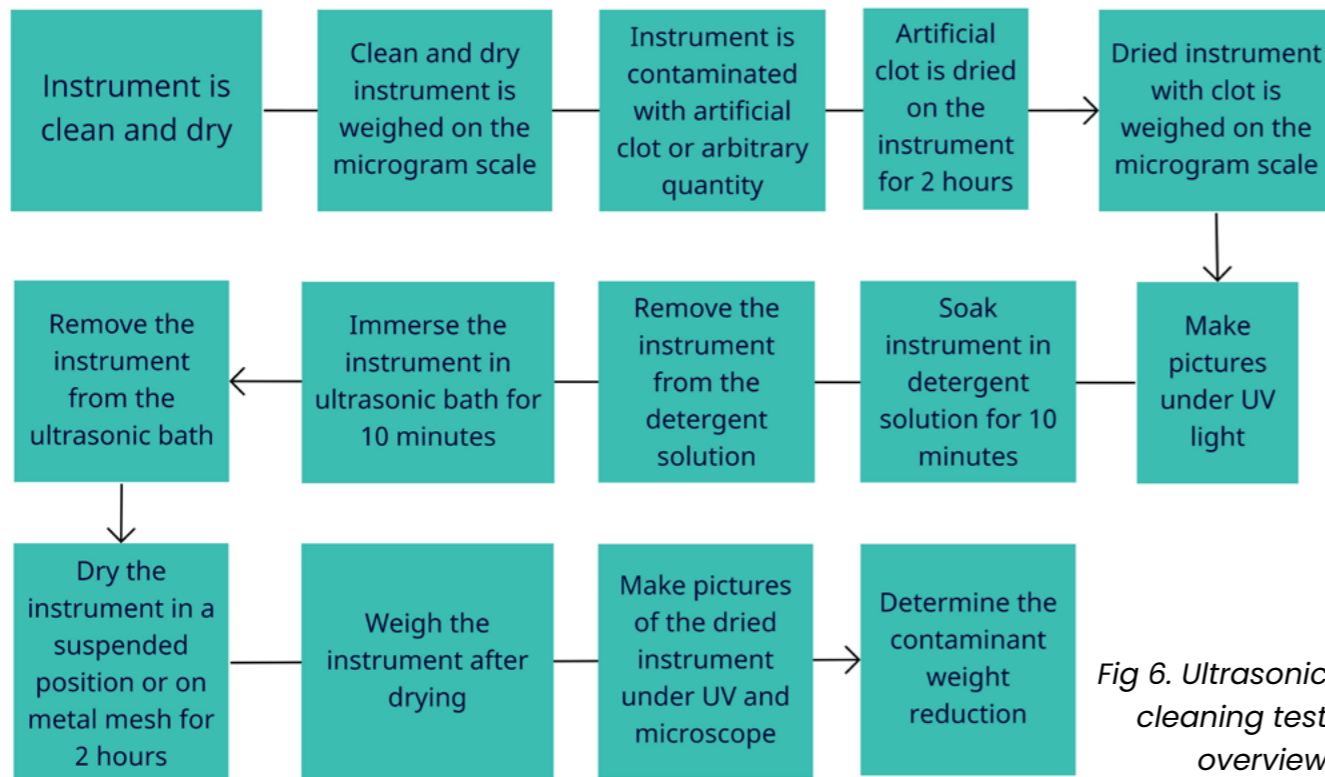 Instrument is
clean and dry
Clean and dry
instrument is
weighed on the
microgram scale
Instrument is
contaminated
with artificial
clot or arbitrary
quantity
Artificial
clot is dried
on the
instrument
for 2 hours
Dried instrument
with clot is
weighed on the
microgram scale
Make
pictures
under UV
light
Soak
instrument in
detergent
solution for 10
minutes
Remove the
instrument
from the
detergent
solution
Immerse the
instrument in
ultrasonic bath for
10 minutes
Remove the
instrument
from the
ultrasonic bath
Dry the
instrument in a
suspended
position or on
metal mesh for
2 hours
Weigh the
instrument after
drying
Make pictures
of the dried
instrument
under UV and
microscope
Determine the
contaminant
weight
reduction
Fig 6. Ultrasonic
cleaning test
overview